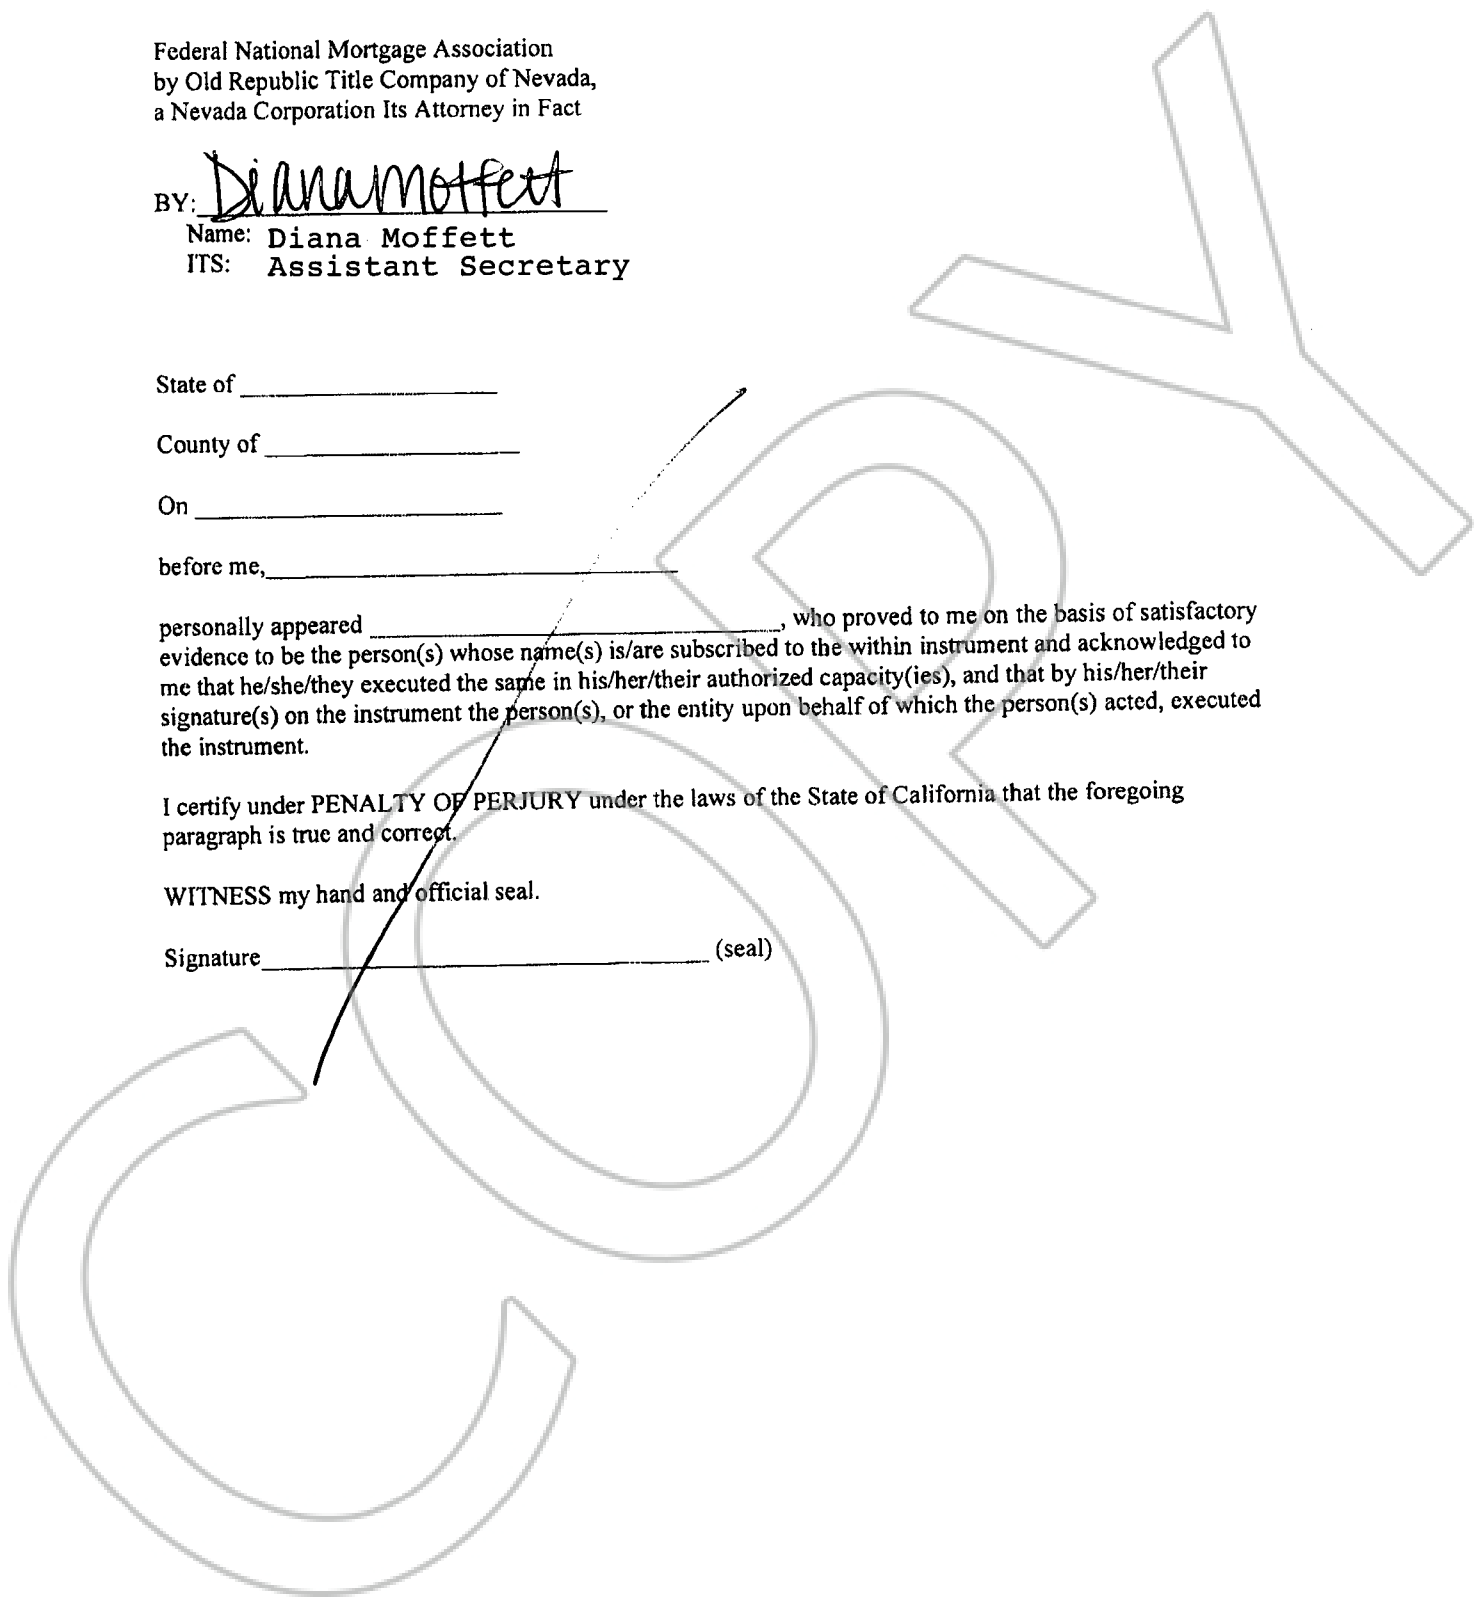 Federal National Mortgage Association
by Old Republic Title Company of Nevada,
a Nevada Corporation Its Attorney in Fact
BY: Diana Moffett
Name: Diana Moffett
ITS: Assistant Secretary
State of
County of
On
before me,
personally appeared , who proved to me on the basis of satisfactory
evidence to be the person(s) whose name(s) is/are subscribed to the within instrument and acknowledged to
me that he/she/they executed the same in his/her/their authorized capacity(ies), and that by his/her/their
signature(s) on the instrument the person(s), or the entity upon behalf of which the person(s) acted, executed
the instrument.
I certify under PENALTY OF PERJURY under the laws of the State of California that the foregoing
paragraph is true and correct.
WITNESS my hand and official seal.
Signature (seal)
COPY